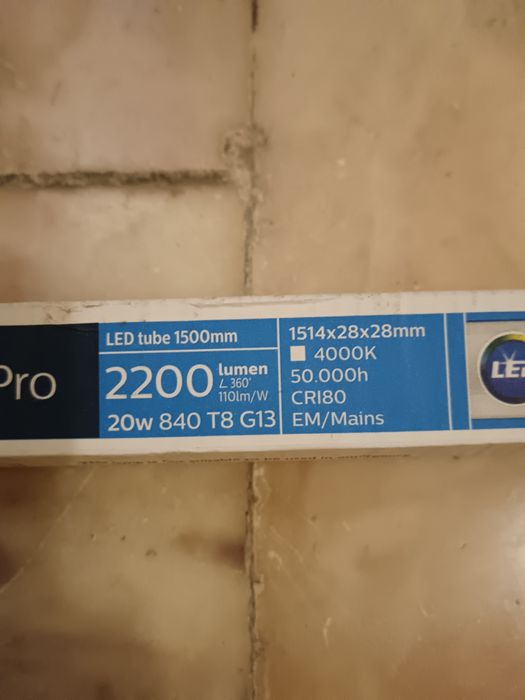 Pro
LED tube 1500mm
2200 lumen
∠ 360°
110lm/W
20w 840 T8 G13
1514x28x28mm
4000K
50.000h
CRI80
EM/Mains
LED